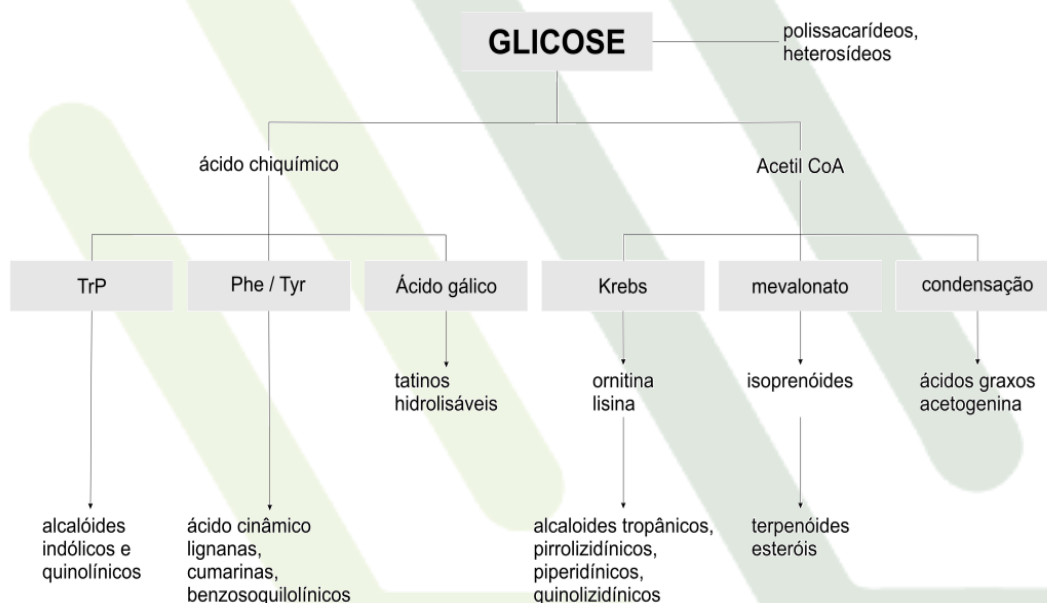 GLICOSE
polissacarídeos,
heterosídeos
ácido chiquímico
Acetil CoA
TrP
Phe / Tyr
Ácido gálico
Krebs
mevalonato
condensação
tatinos
hidrolisáveis
ornitina
lisina
isoprenóides
ácidos graxos
acetogenina
alcalóides
indólicos e
quinolínicos
ácido cinâmico
lignanas,
cumarinas,
benzosoquilolínicos
alcaloides tropânicos,
pirrolizidínicos,
piperidínicos,
quinolizidínicos
terpenóides
esteróis